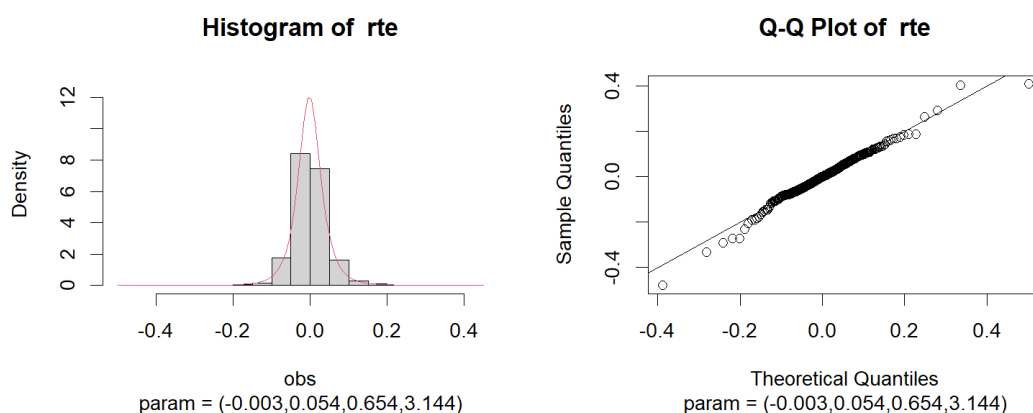 Histogram of  rte
Density
12
8
6
4
2
0
-0.4
-0.2
0.0
0.2
0.4
obs
param = (-0.003,0.054,0.654,3.144)
Q-Q Plot of  rte
Sample Quantiles
0.4
0.0
-0.4
-0.4
-0.2
0.0
0.2
0.4
Theoretical Quantiles
param = (-0.003,0.054,0.654,3.144)